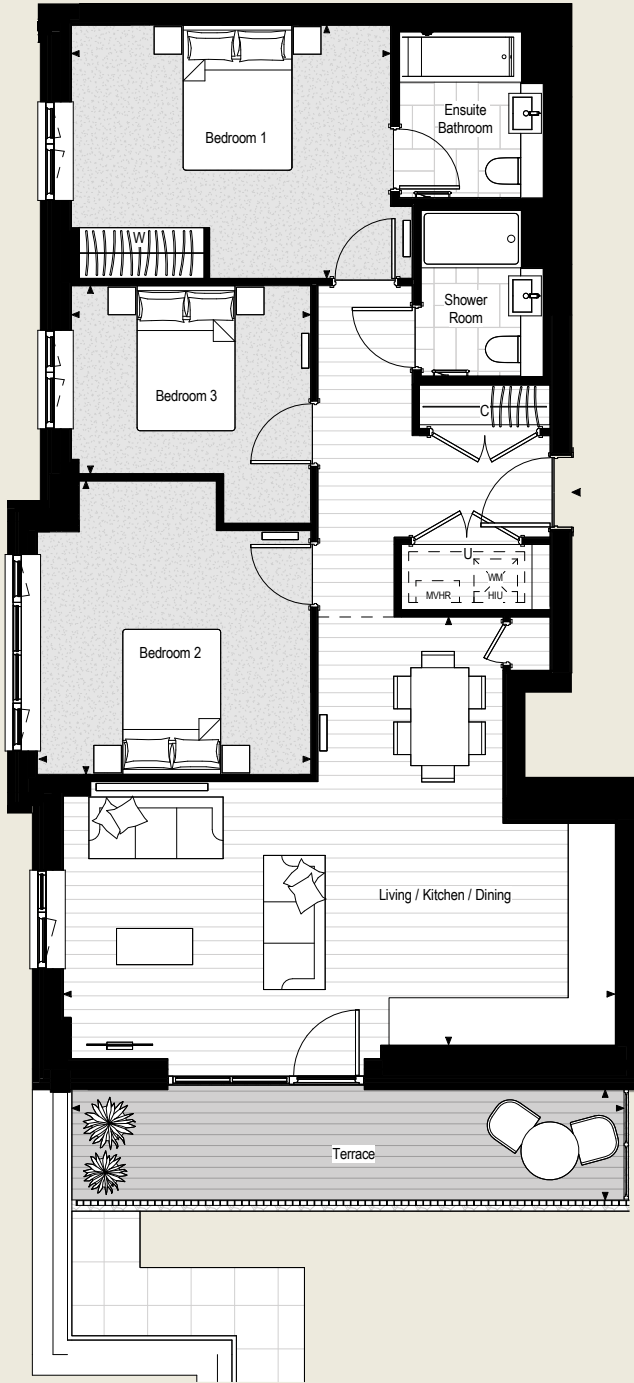 Bedroom 1
Ensuite
Bathroom
W
Shower
Room
Bedroom 3
C
U
WM
MVHR
HIU
Bedroom 2
Living / Kitchen / Dining
Terrace